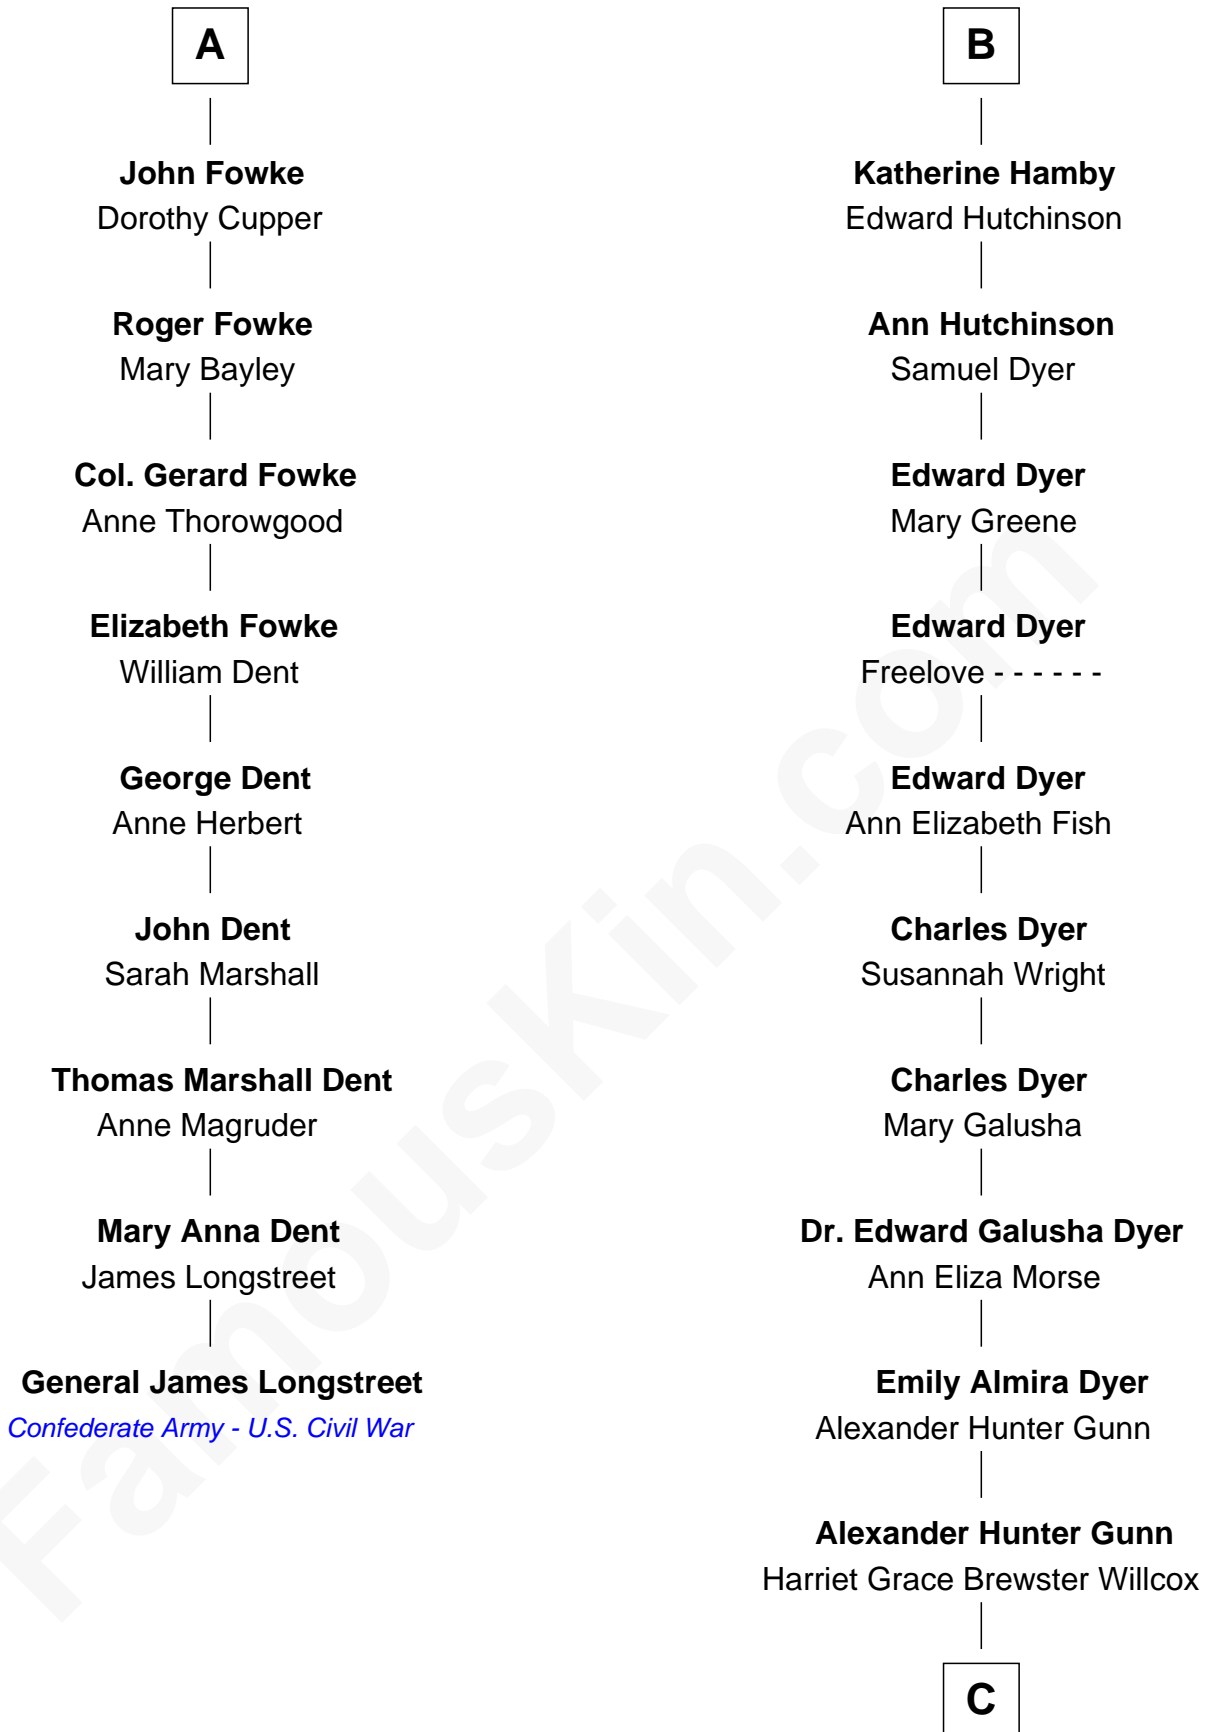 A
John Fowke
Dorothy Cupper
Roger Fowke
Mary Bayley
Col. Gerard Fowke
Anne Thorowgood
Elizabeth Fowke
William Dent
George Dent
Anne Herbert
John Dent
Sarah Marshall
Thomas Marshall Dent
Anne Magruder
Mary Anna Dent
James Longstreet
General James Longstreet
Confederate Army - U.S. Civil War
B
Katherine Hamby
Edward Hutchinson
Ann Hutchinson
Samuel Dyer
Edward Dyer
Mary Greene
Edward Dyer
Freelove - - - - - -
Edward Dyer
Ann Elizabeth Fish
Charles Dyer
Susannah Wright
Charles Dyer
Mary Galusha
Dr. Edward Galusha Dyer
Ann Eliza Morse
Emily Almira Dyer
Alexander Hunter Gunn
Alexander Hunter Gunn
Harriet Grace Brewster Willcox
C
FamousKin.com